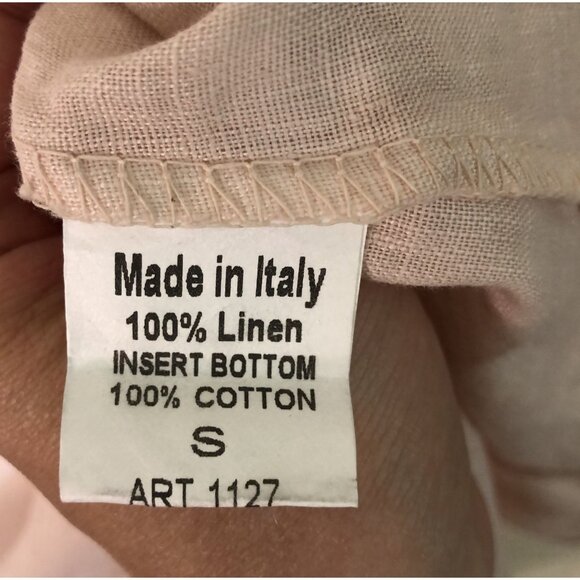 Made in Italy
100% Linen
INSERT BOTTOM
100% COTTON
S
ART 1127